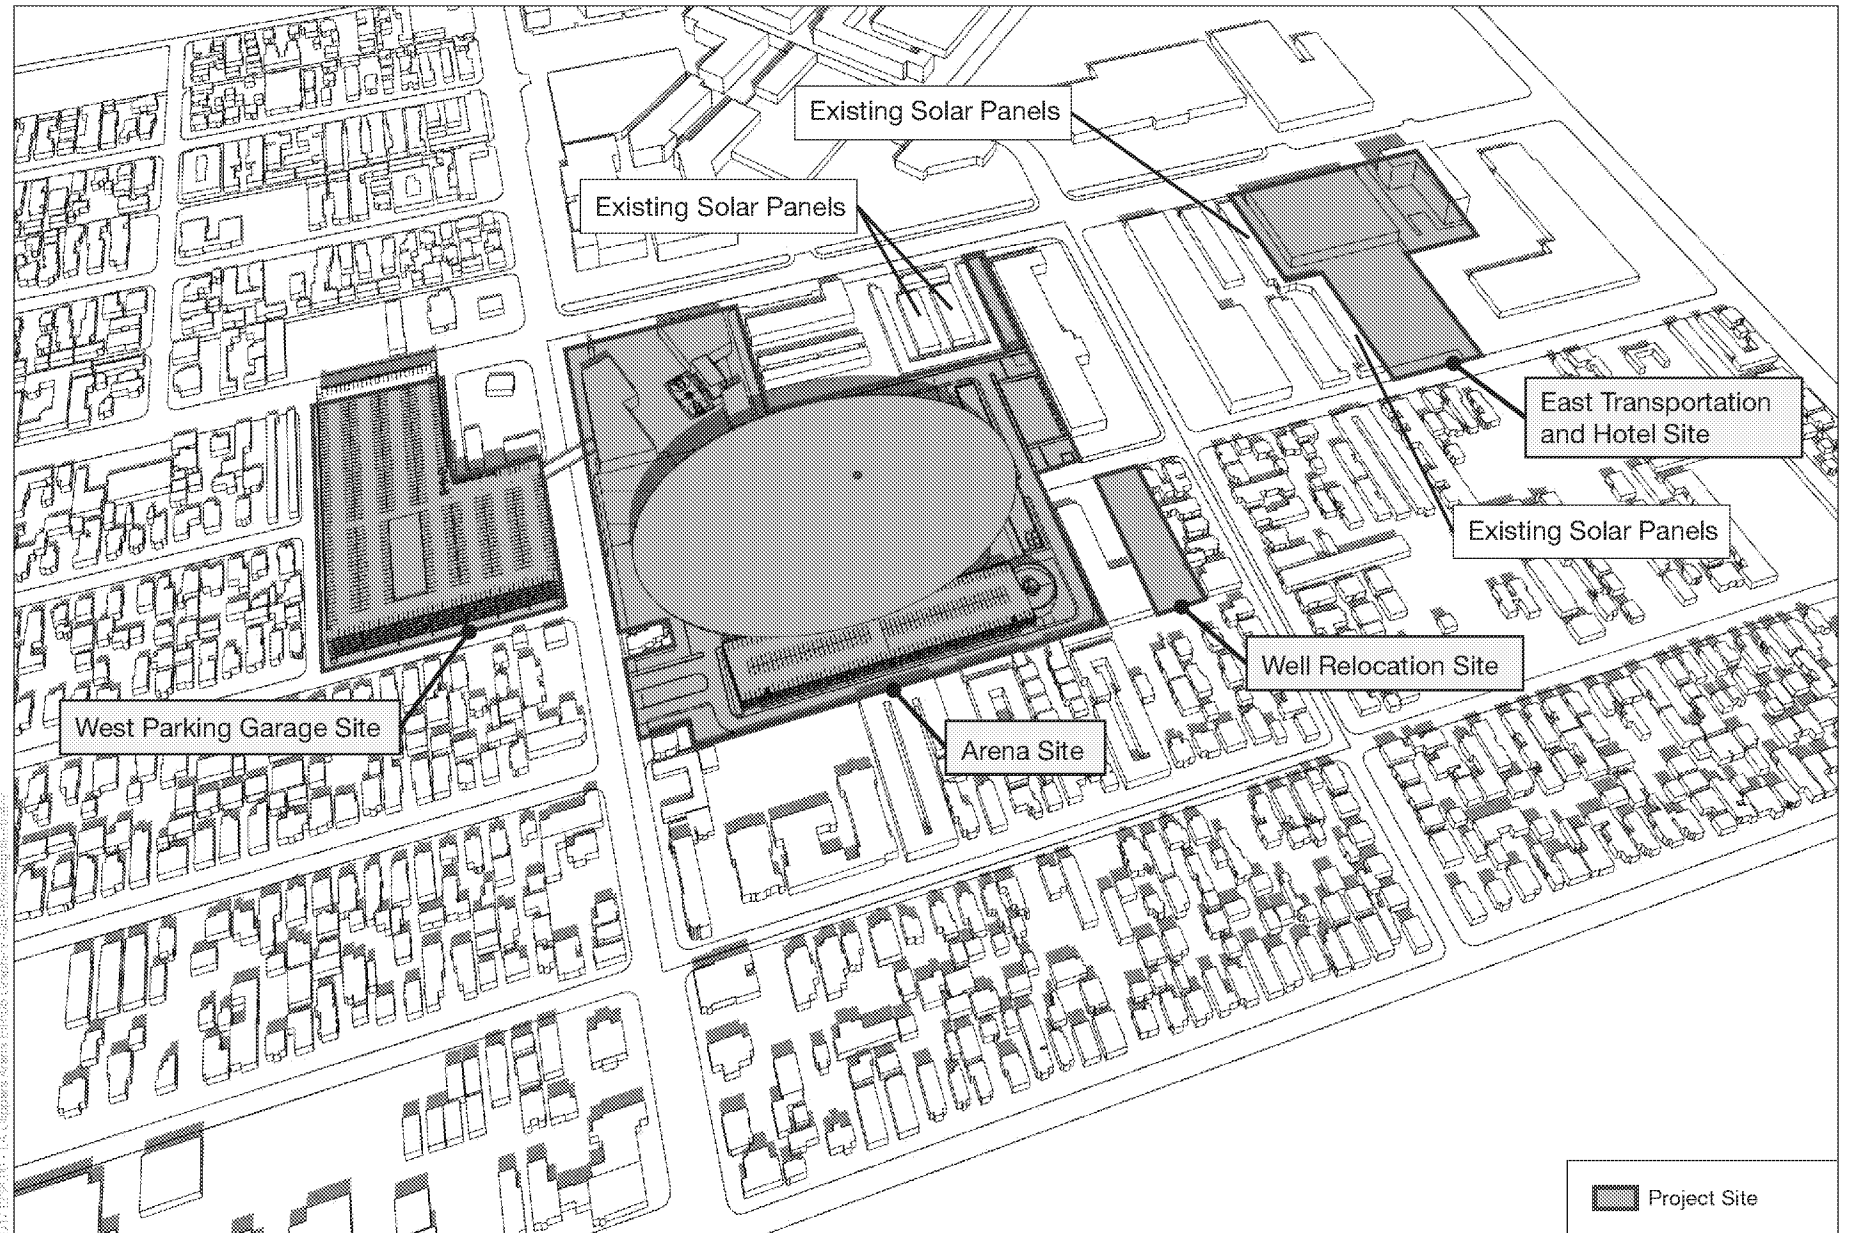 Existing Solar Panels
Existing Solar Panels
East Transportation
and Hotel Site
Existing Solar Panels
Well Relocation Site
West Parking Garage Site
Arena Site
Project Site